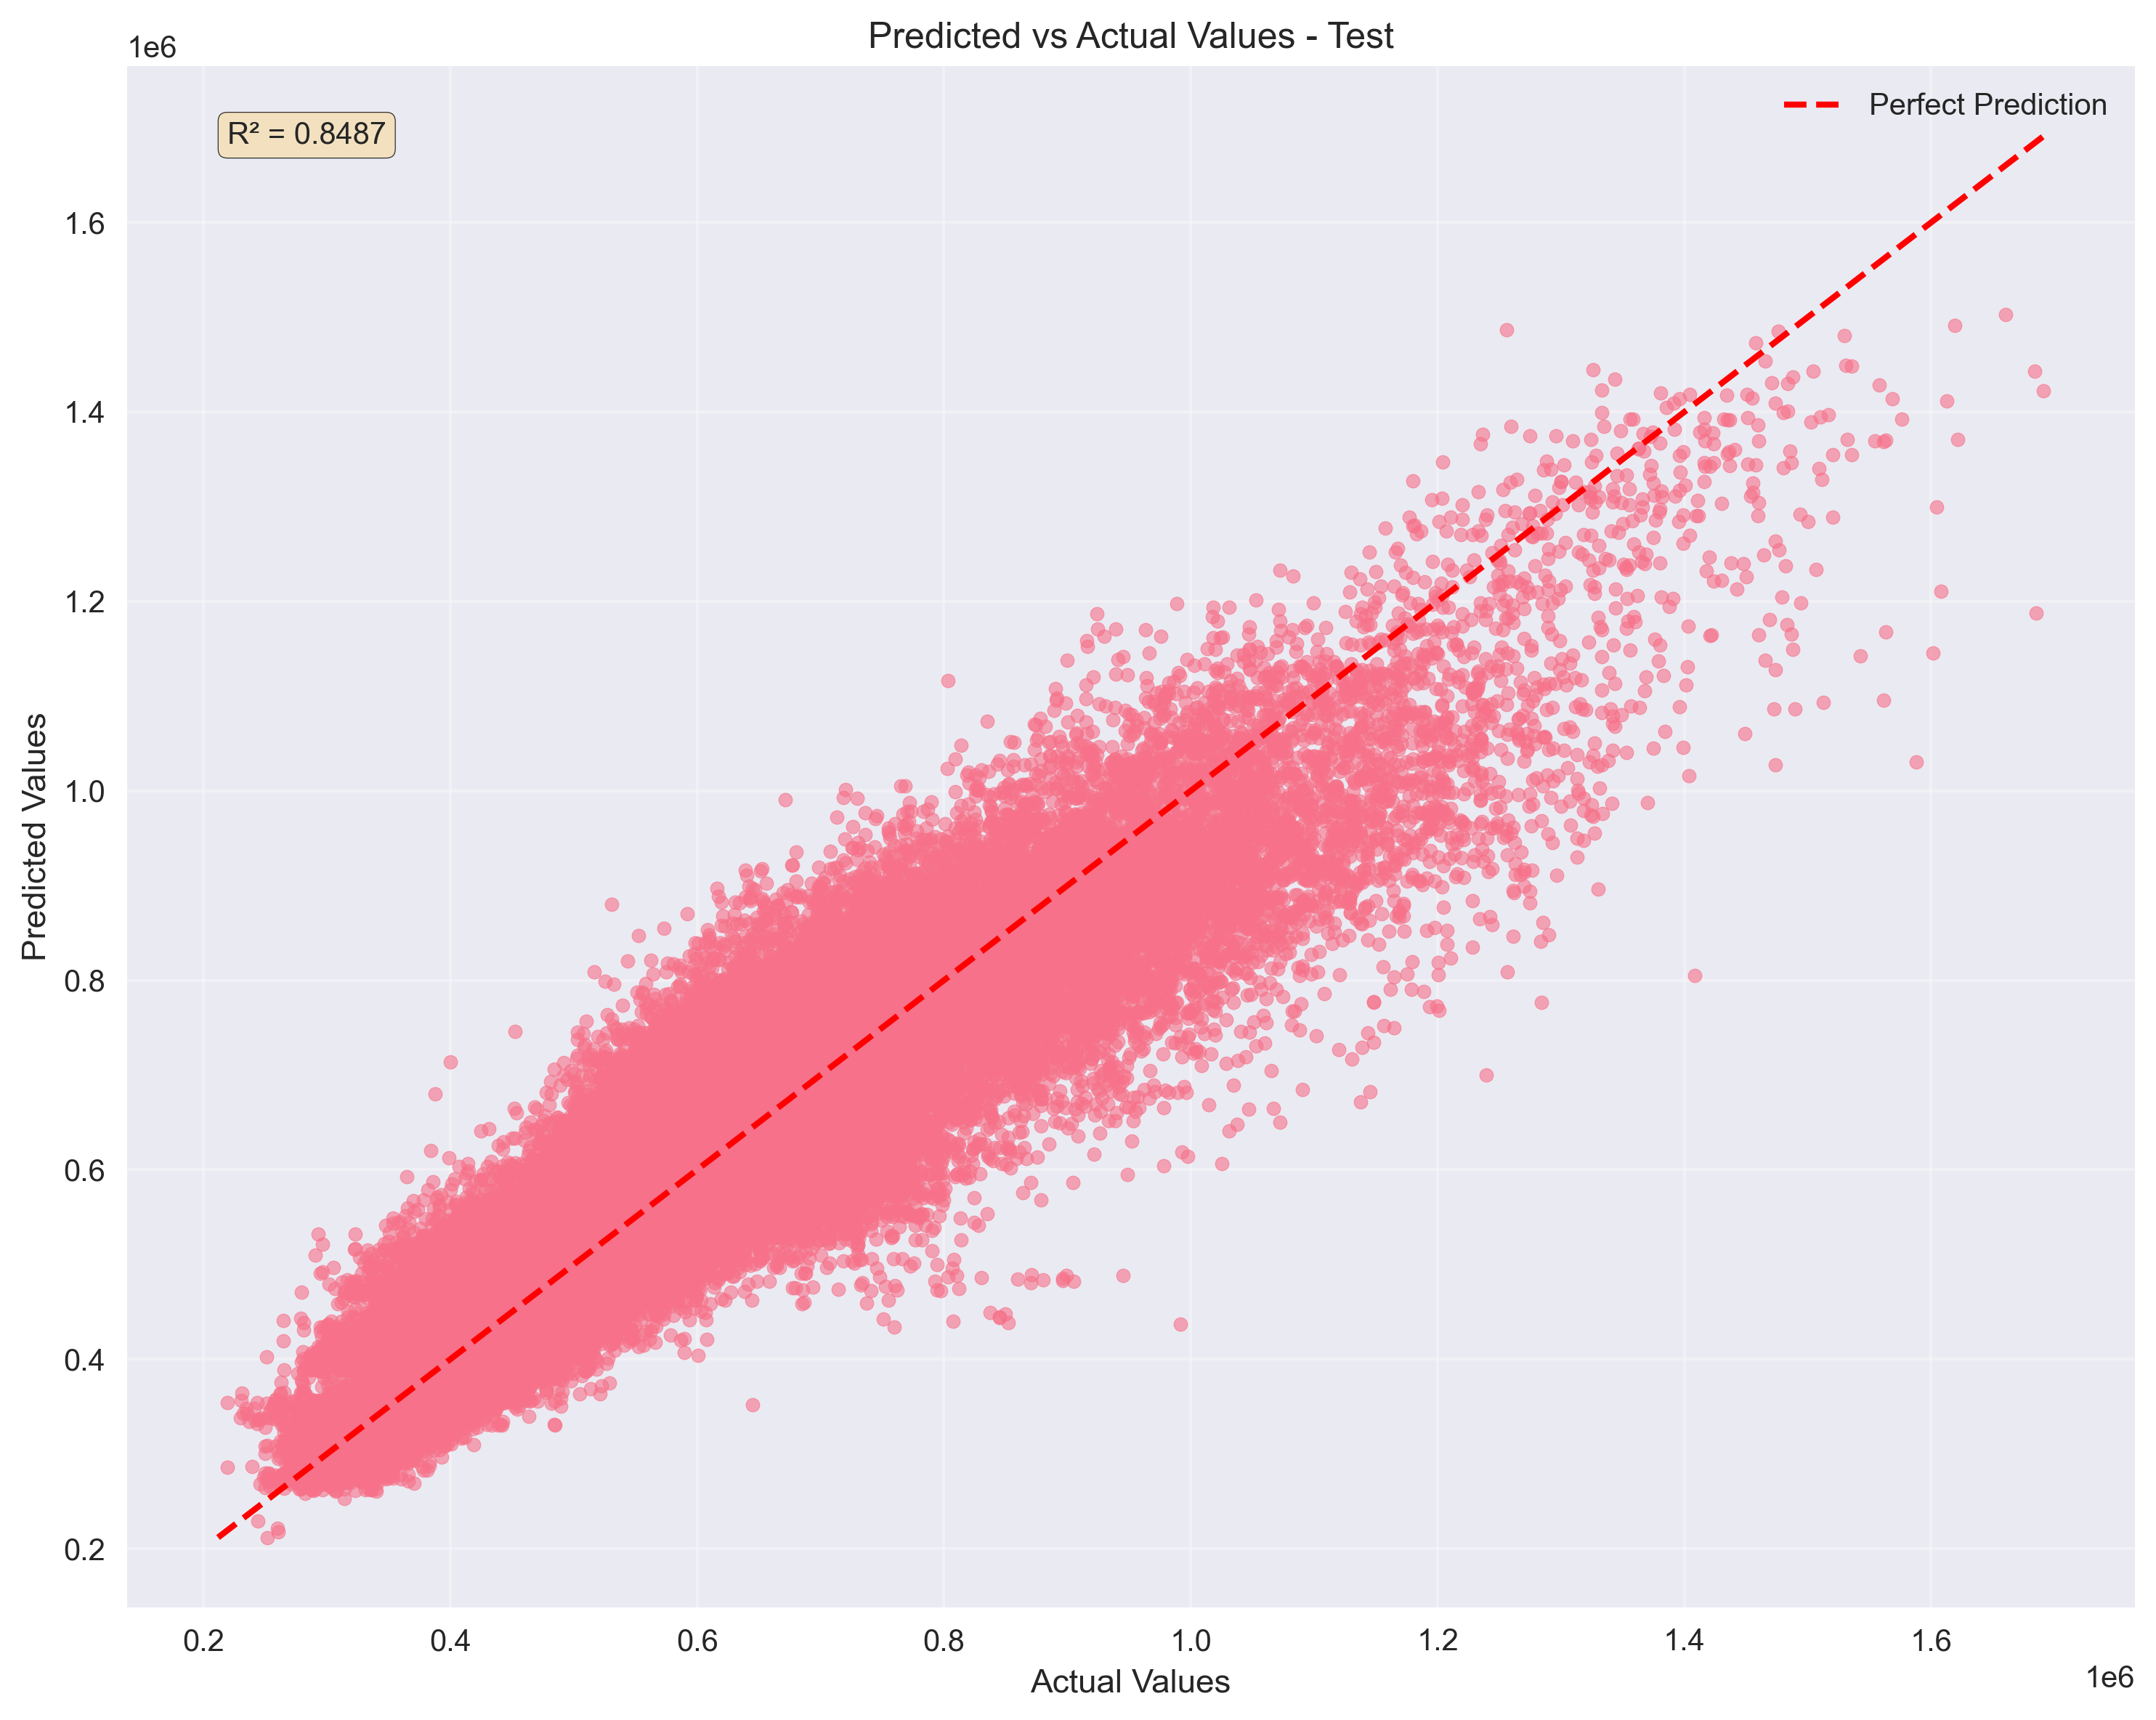 Predicted vs Actual Values - Test
1e6
Perfect Prediction
R² = 0.8487
1.6
1.4
1.2
1.0
0.8
0.6
0.4
0.2
Predicted Values
0.2 0.4 0.6 0.8 1.0 1.2 1.4 1.6
1e6
Actual Values